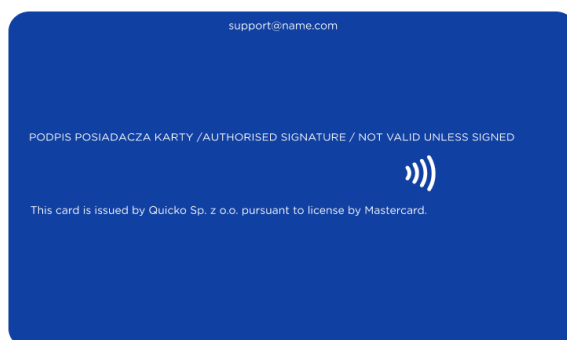 support@name.com
PODPIS POSIADACZA KARTY /AUTHORISED SIGNATURE / NOT VALID UNLESS SIGNED
This card is issued by Quicko Sp. z o.o. pursuant to license by Mastercard.